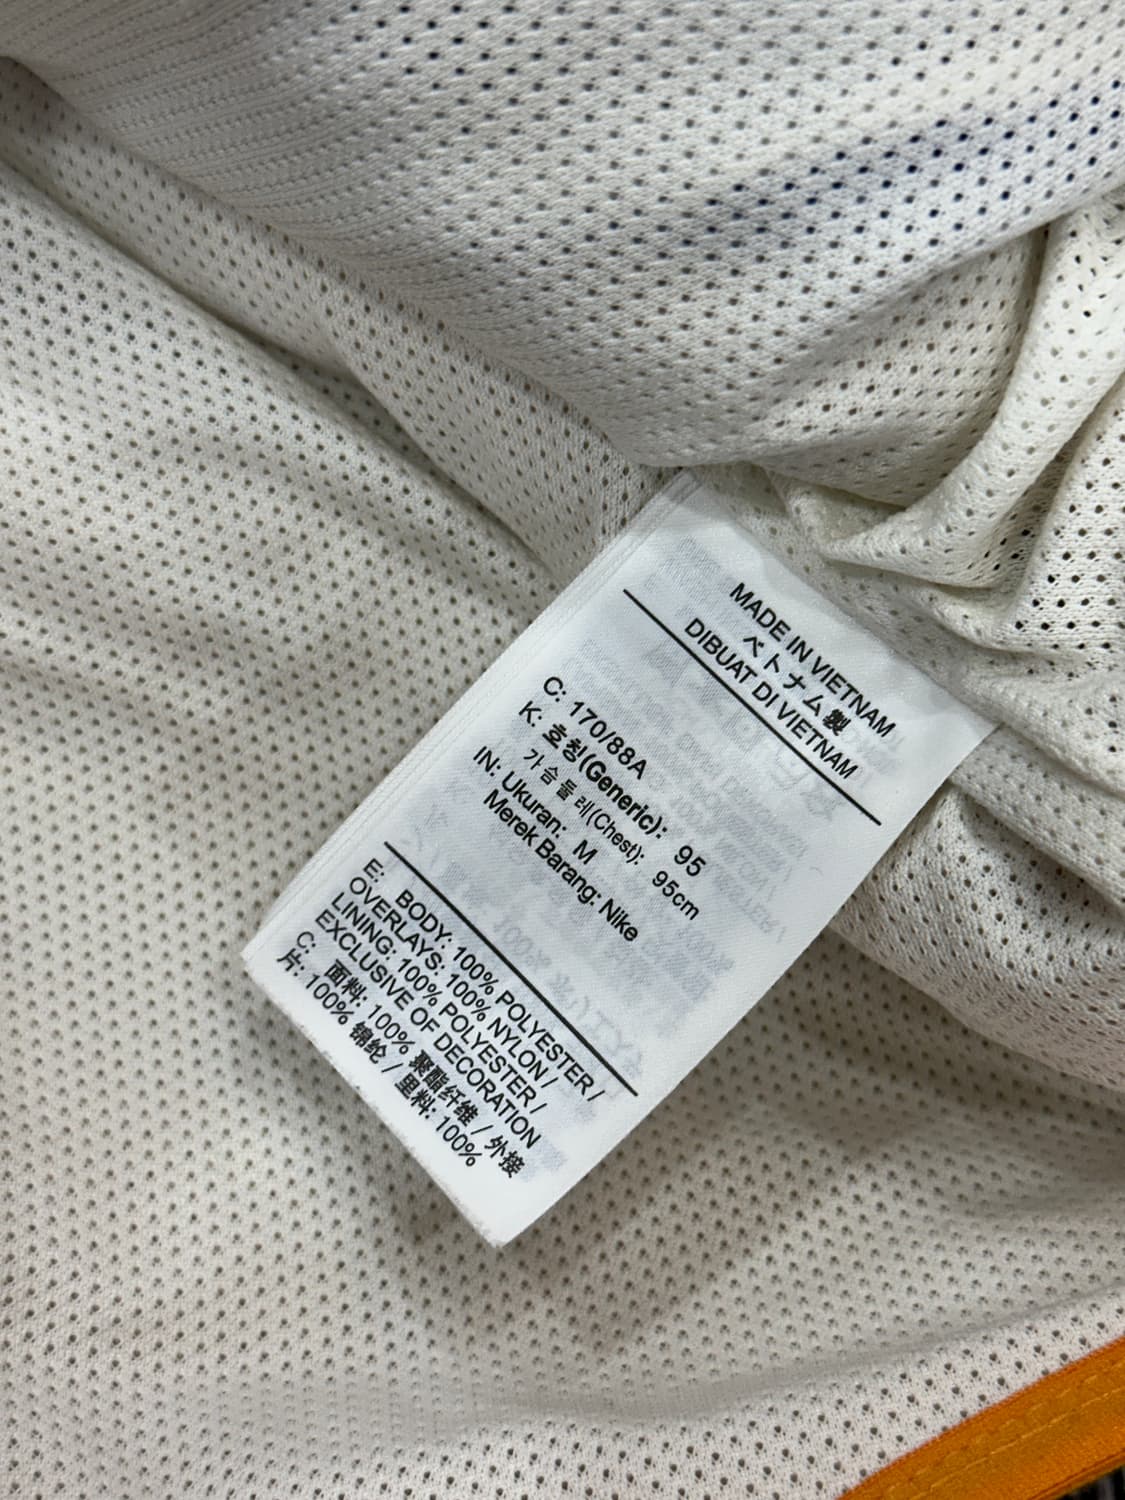 MADE IN VIETNAM
ベトナム製
DIBUAT DI VIETNAM
C: 170/88A
K: 호칭(Generic): 95
가슴둘레(Chest): 95cm
IN: Ukuran: M
Merek Barang: Nike
E: BODY: 100% POLYESTER /
OVERLAYS: 100% NYLON /
LINING: 100% POLYESTER /
EXCLUSIVE OF DECORATION
C: 面料: 100% 聚酯纤维 / 外接
片: 100% 锦纶 / 里料: 100%